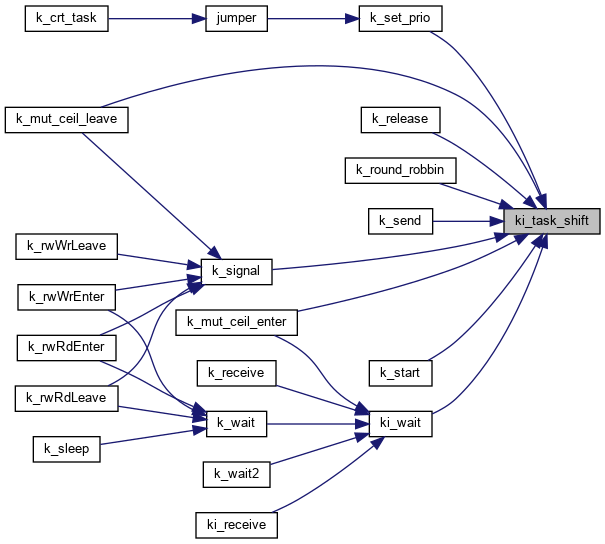 k_crt_task
jumper
k_set_prio
k_mut_ceil_leave
k_release
k_round_robbin
k_send
ki_task_shift
k_rwWrLeave
k_signal
k_rwWrEnter
k_mut_ceil_enter
k_rwRdEnter
k_receive
k_start
k_rwRdLeave
k_wait
ki_wait
k_sleep
k_wait2
ki_receive